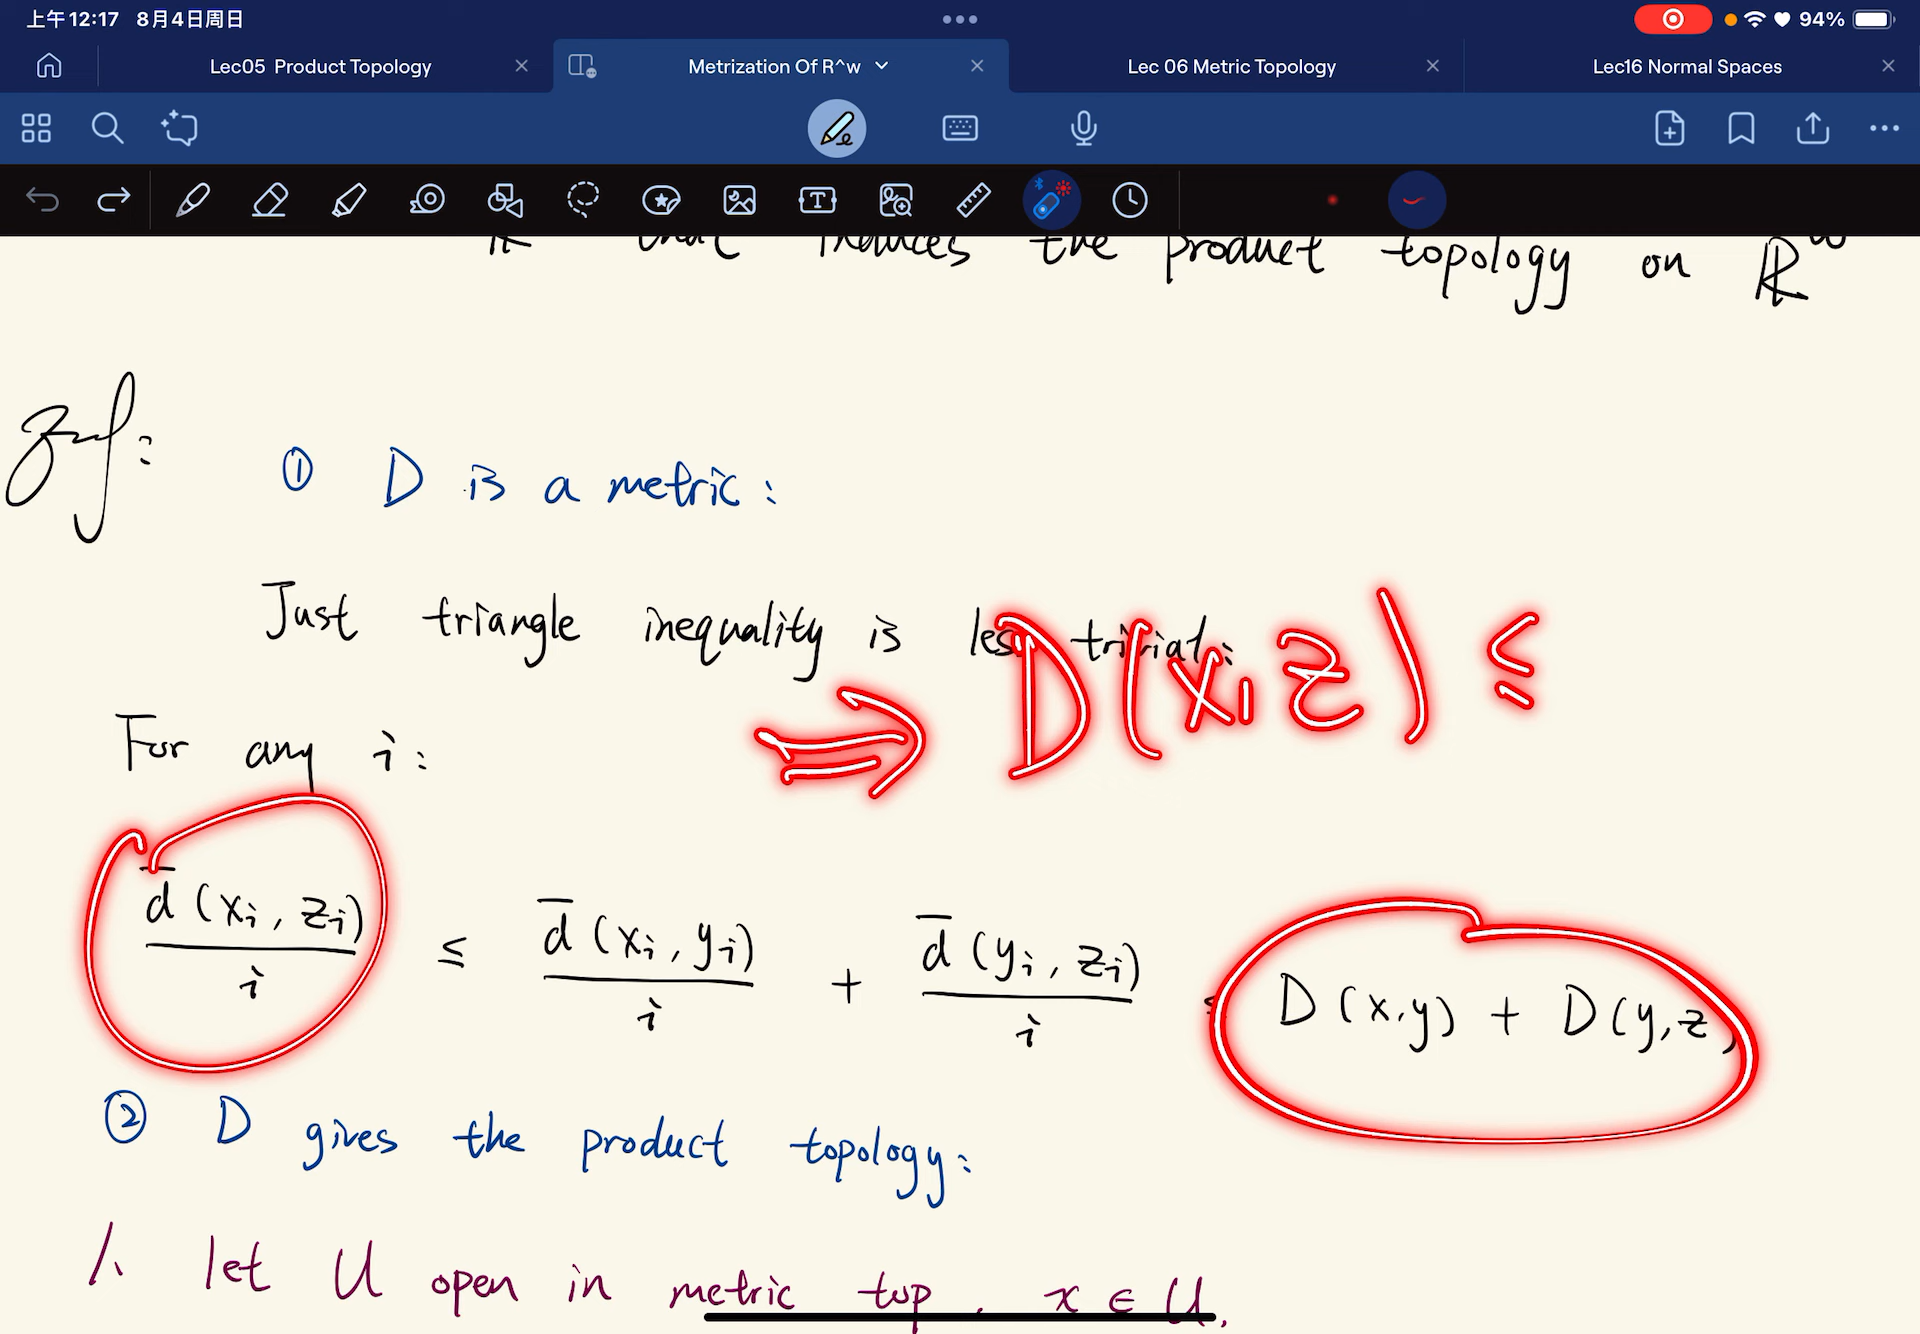 上午12:17 8月4日周日 94%
Lec05 Product Topology Metrization Of R^w Lec 06 Metric Topology Lec16 Normal Spaces
that induces the product topology on ℝ^ω
① D is a metric:
Just triangle inequality is less trivial:
⇒ D(x,z) ≤
For any i:
d̄(xᵢ, zᵢ)/i ≤ d̄(xᵢ, yᵢ)/i + d̄(yᵢ, zᵢ)/i ≤ D(x,y) + D(y,z)
② D gives the product topology:
1. let U open in metric top, x ∈ U.